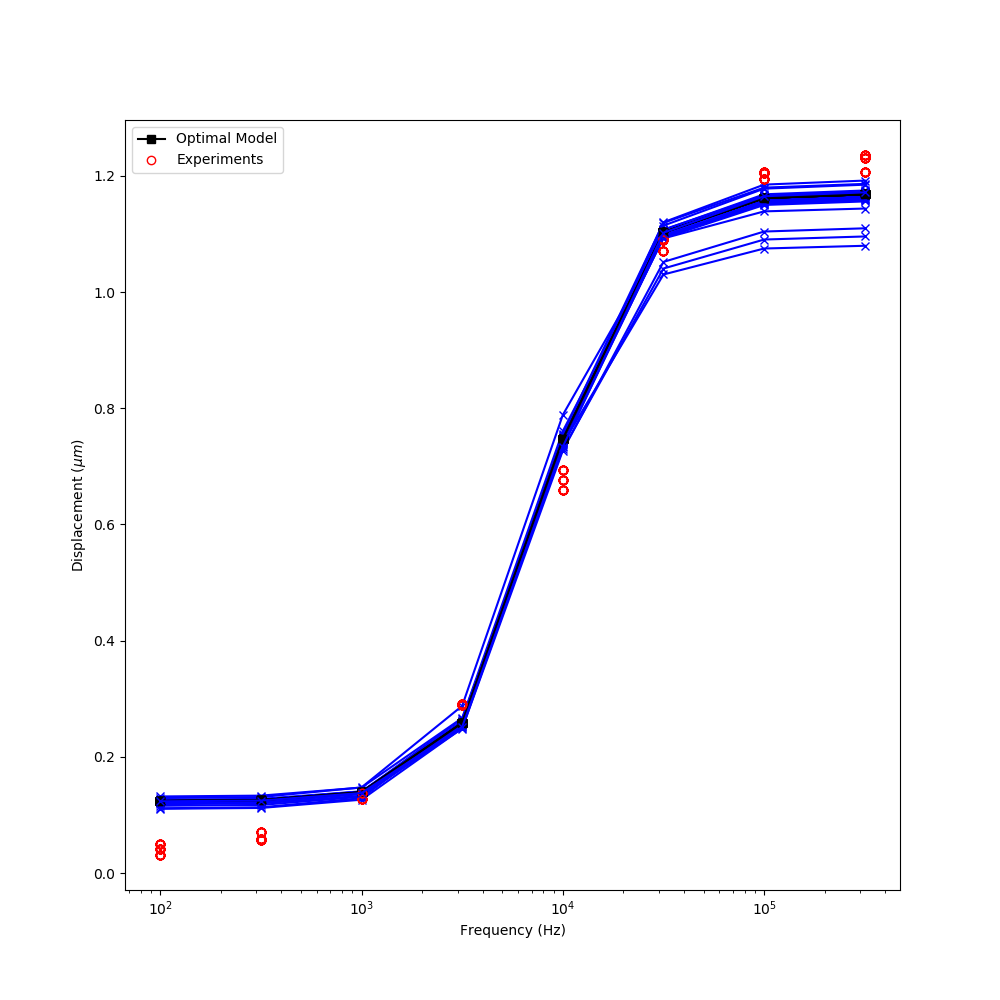 Optimal Model
Experiments
1.2
1.0
0.8
0.6
0.4
0.2
0.0
Displacement (μm)
10²
10³
10⁴
10⁵
Frequency (Hz)